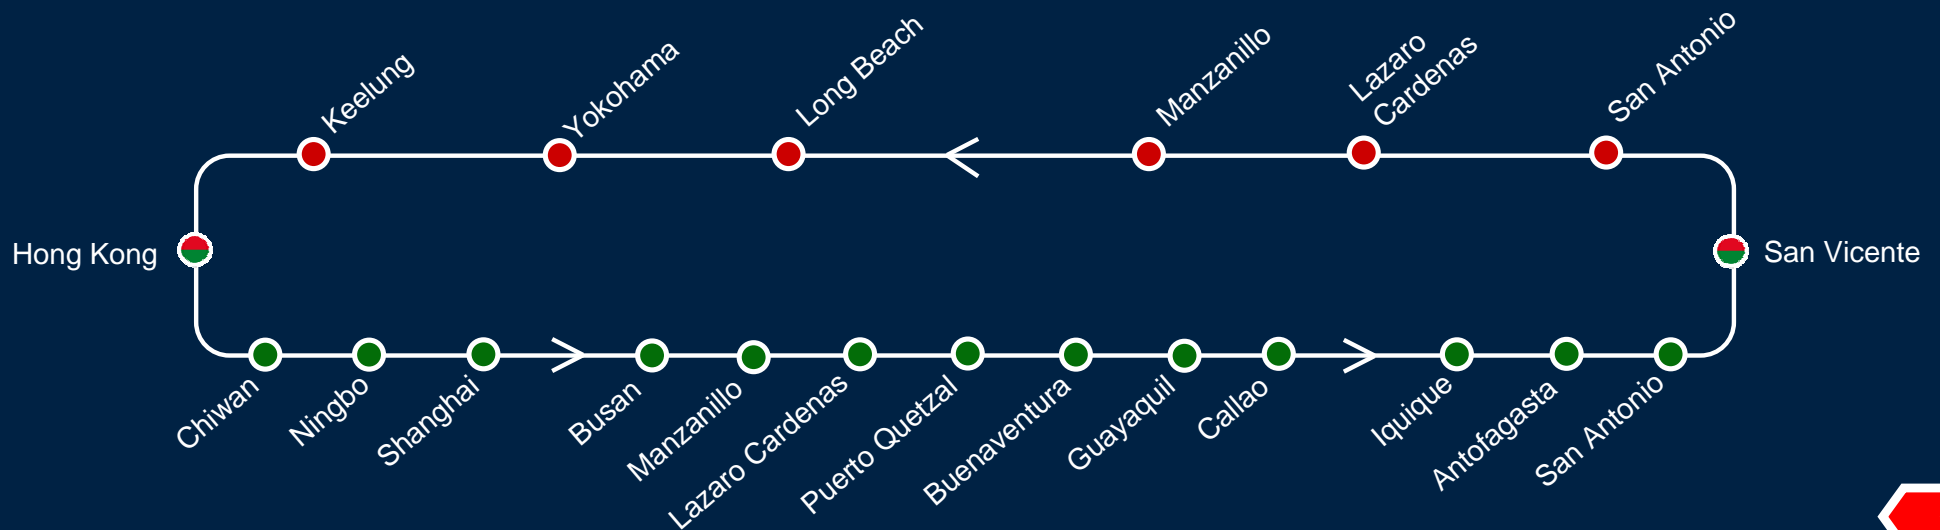 Keelung
Yokohama
Long Beach
Manzanillo
Lazaro
Cardenas
San Antonio
Hong Kong
San Vicente
Chiwan
Ningbo
Shanghai
Busan
Manzanillo
Lazaro Cardenas
Puerto Quetzal
Buenaventura
Guayaquil
Callao
Iquique
Antofagasta
San Antonio